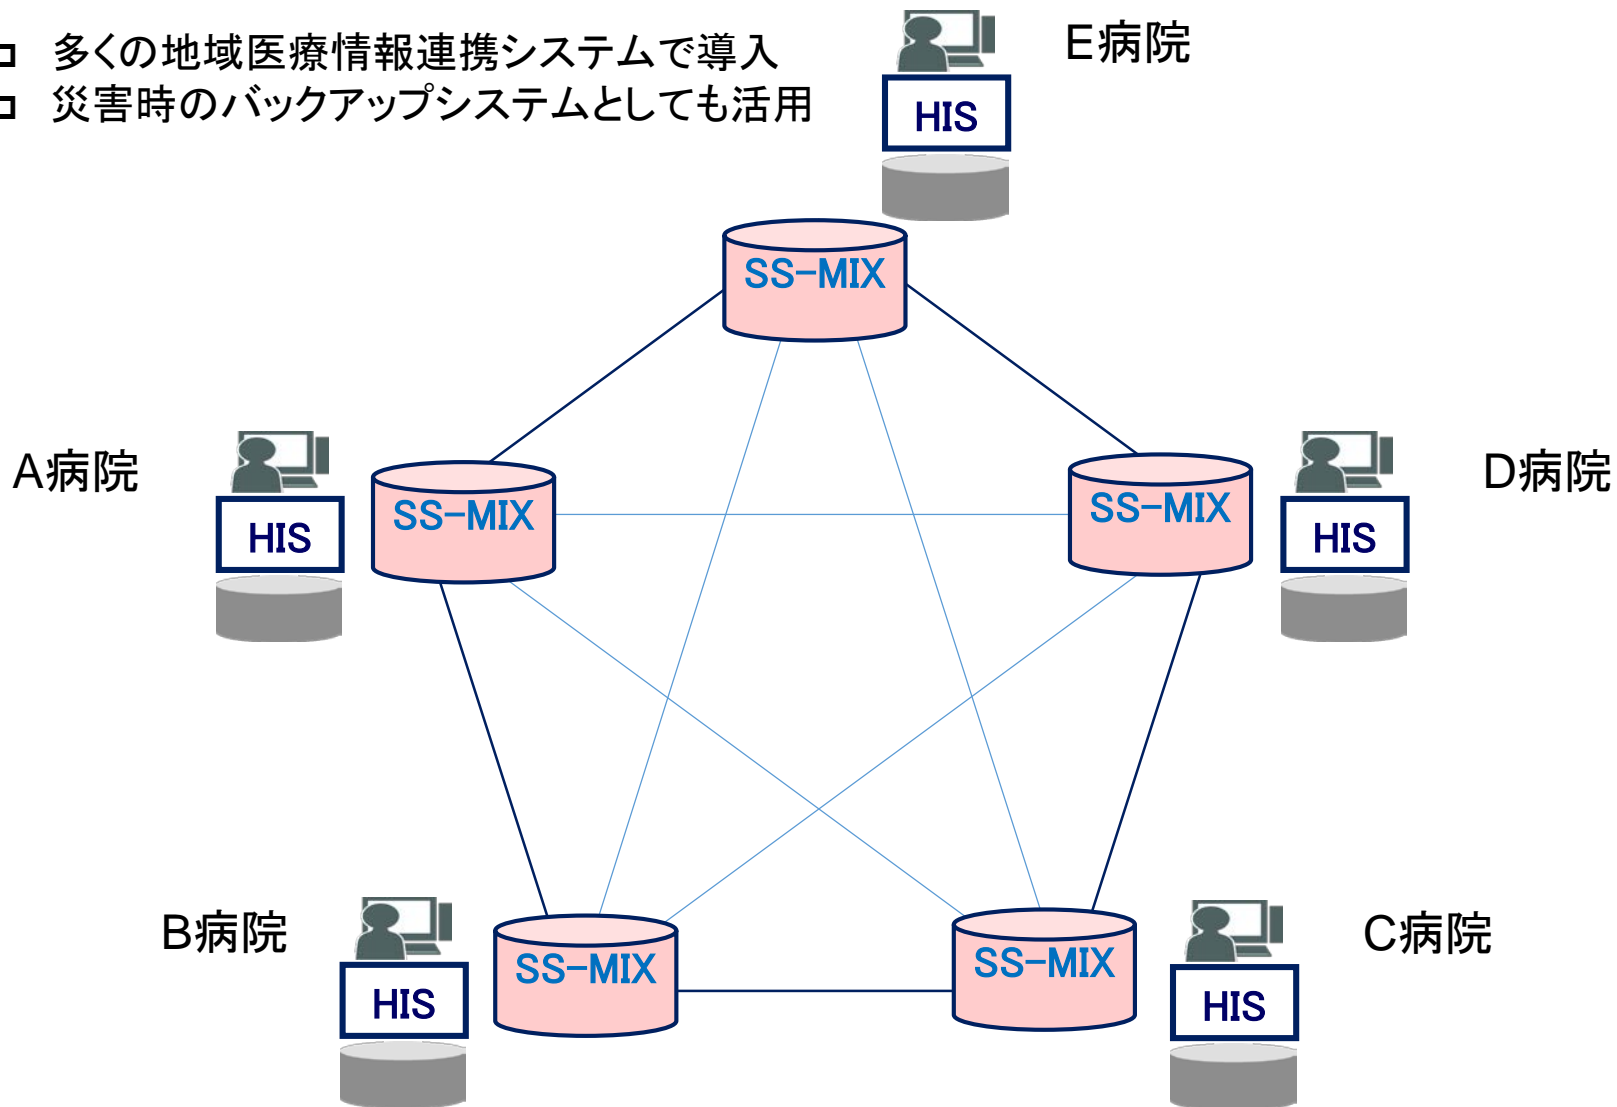 多くの地域医療情報連携システムで導入
災害時のバックアップシステムとしても活用
E病院
HIS
SS-MIX
A病院
HIS
SS-MIX
SS-MIX
HIS
D病院
B病院
HIS
SS-MIX
SS-MIX
HIS
C病院